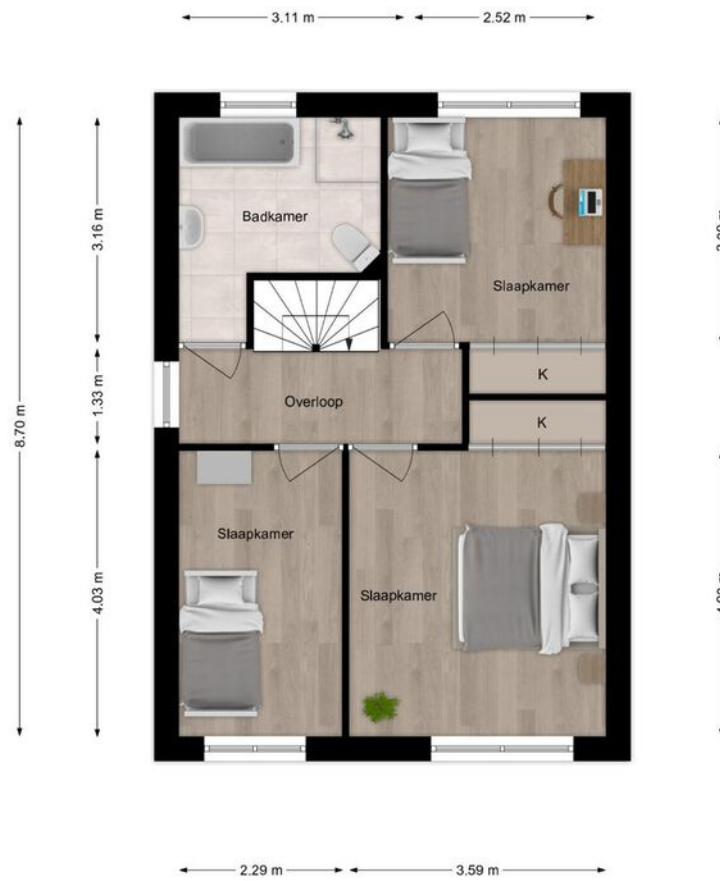 3.11 m
2.52 m
3.16 m
Badkamer
Slaapkamer
K
1.33 m
Overloop
K
8.70 m
Slaapkamer
4.03 m
Slaapkamer
2.29 m
3.59 m